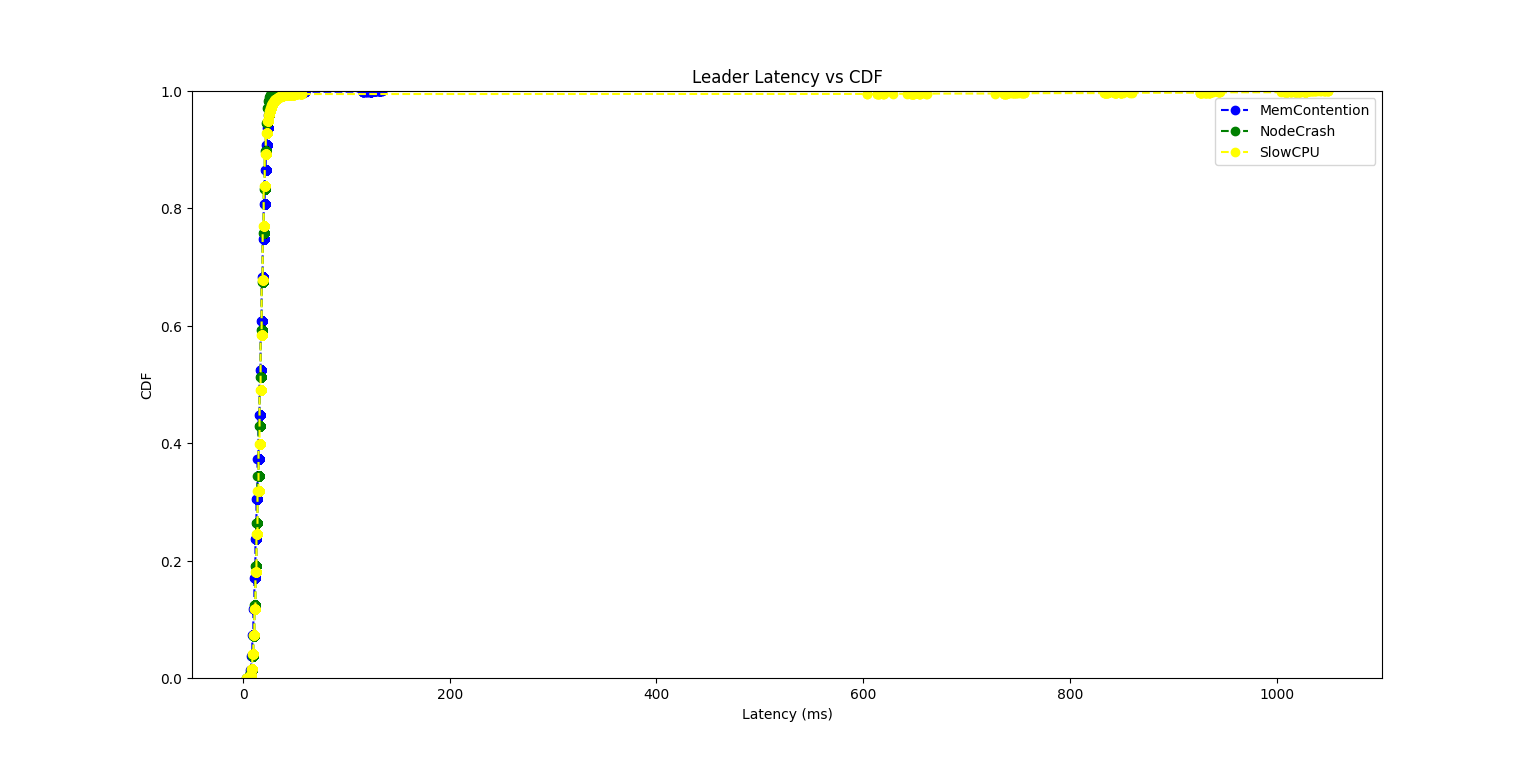 Leader Latency vs CDF
1.0
0.8
0.6
0.4
0.2
0.0
CDF
MemContention
NodeCrash
SlowCPU
0
200
400
600
800
1000
Latency (ms)